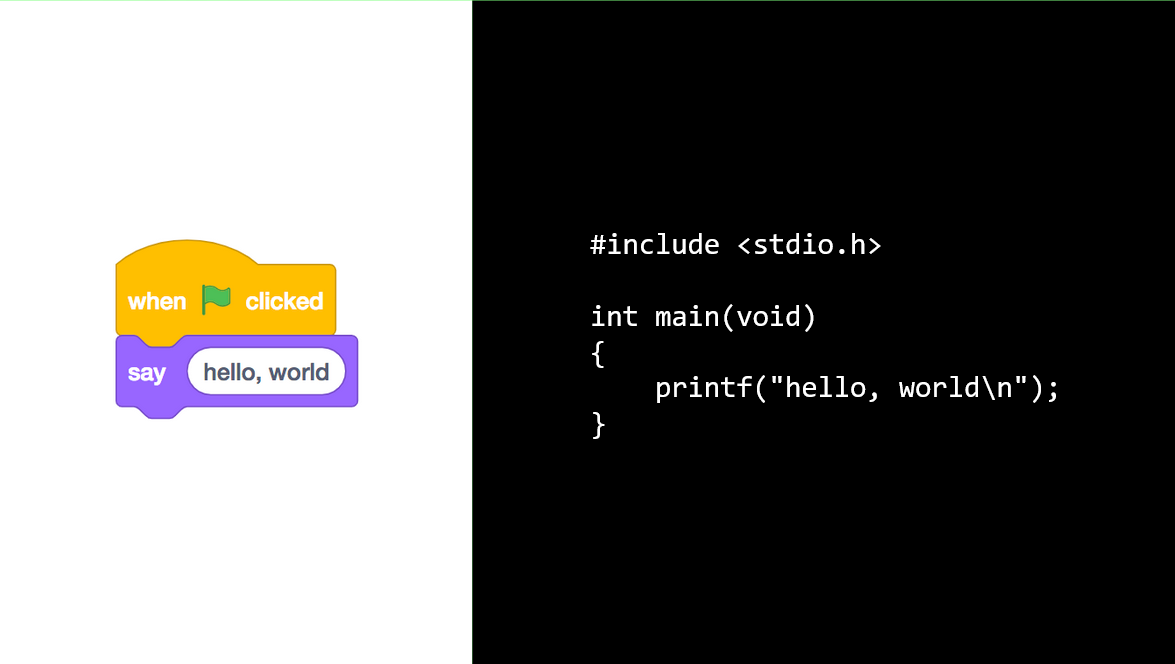 when clicked
say hello, world
#include <stdio.h>
int main(void)
{
    printf("hello, world\n");
}